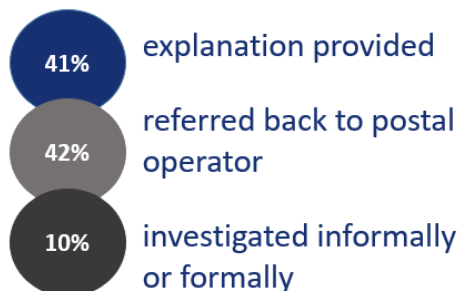 41%
explanation provided
42%
referred back to postal
operator
10%
investigated informally
or formally